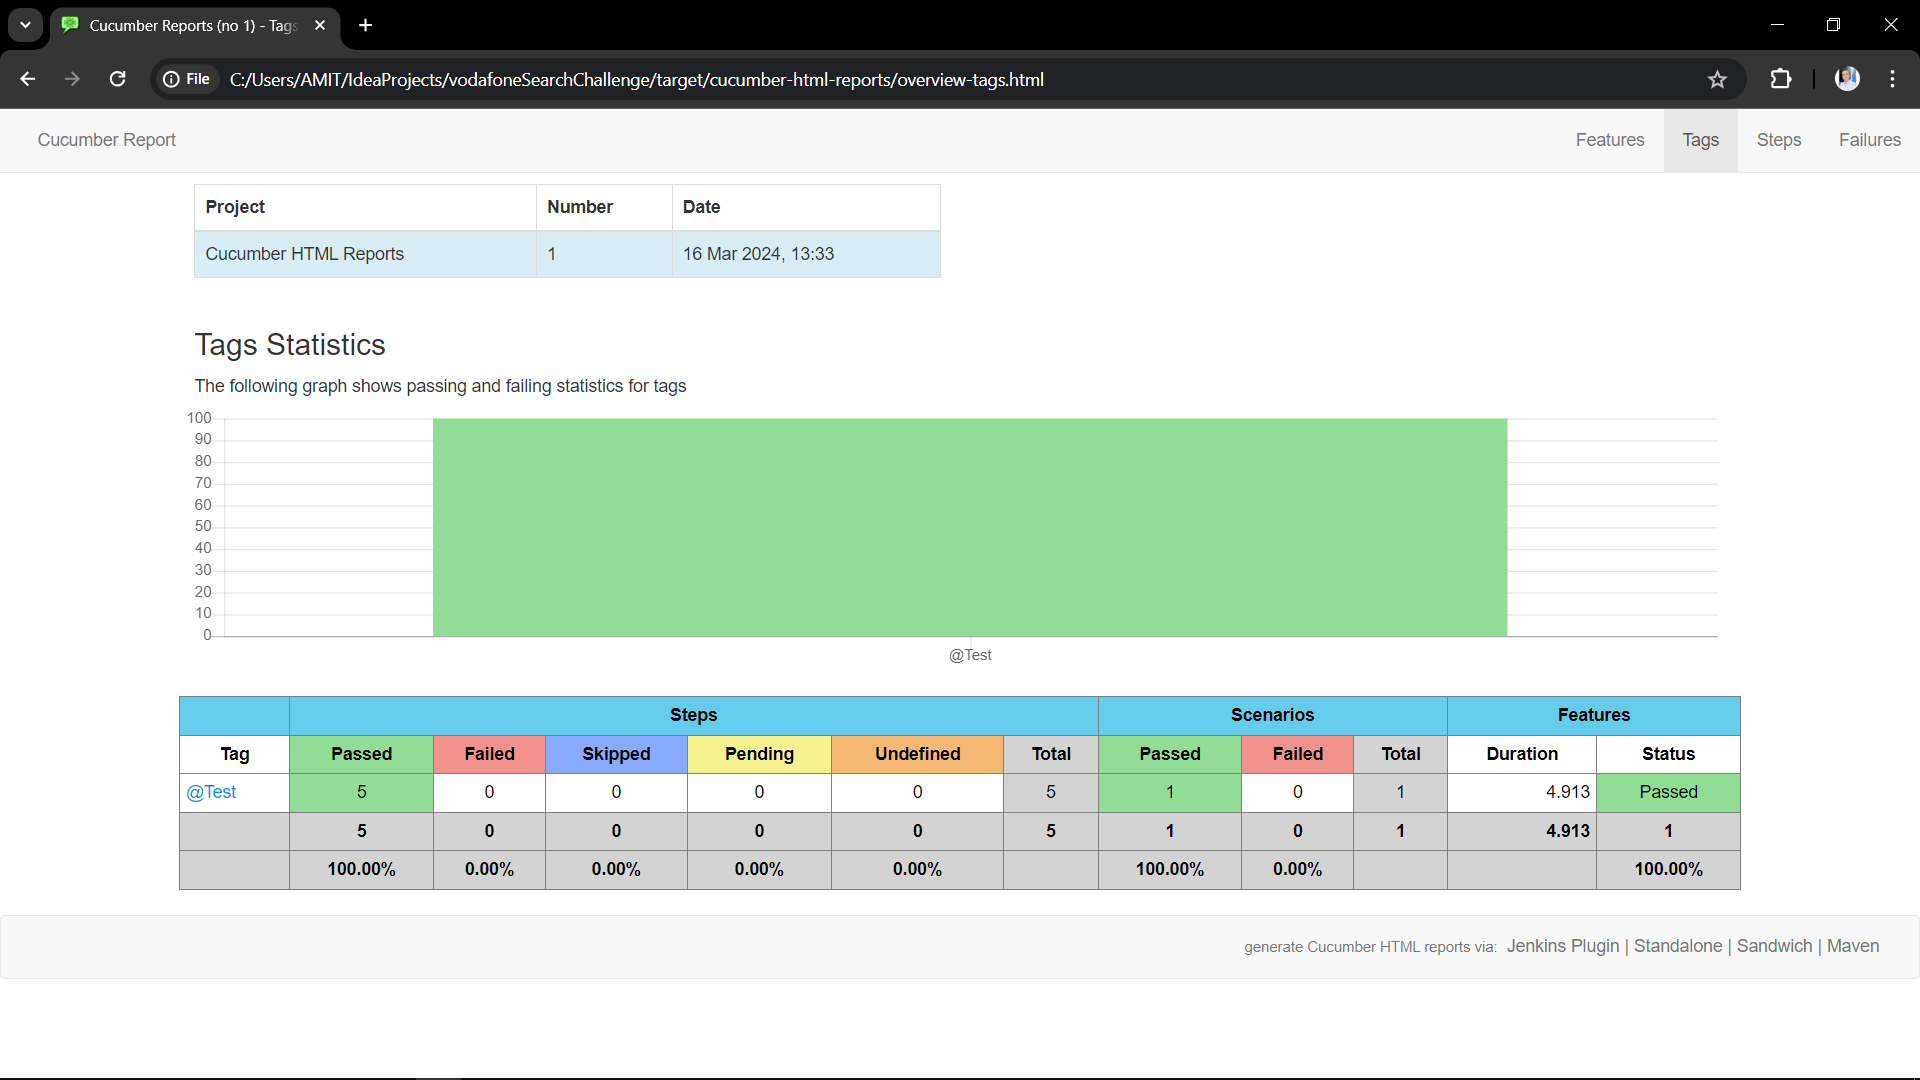 Cucumber Reports (no 1) - Tags
File C:/Users/AMIT/IdeaProjects/vodafoneSearchChallenge/target/cucumber-html-reports/overview-tags.html
Cucumber Report Features Tags Steps Failures
Project Number Date
Cucumber HTML Reports 1 16 Mar 2024, 13:33
Tags Statistics
The following graph shows passing and failing statistics for tags
100
90
80
70
60
50
40
30
20
10
0
@Test
Steps Scenarios Features
Tag Passed Failed Skipped Pending Undefined Total Passed Failed Total Duration Status
@Test 5 0 0 0 0 5 1 0 1 4.913 Passed
5 0 0 0 0 5 1 0 1 4.913 1
100.00% 0.00% 0.00% 0.00% 0.00% 100.00% 0.00% 100.00%
generate Cucumber HTML reports via: Jenkins Plugin | Standalone | Sandwich | Maven